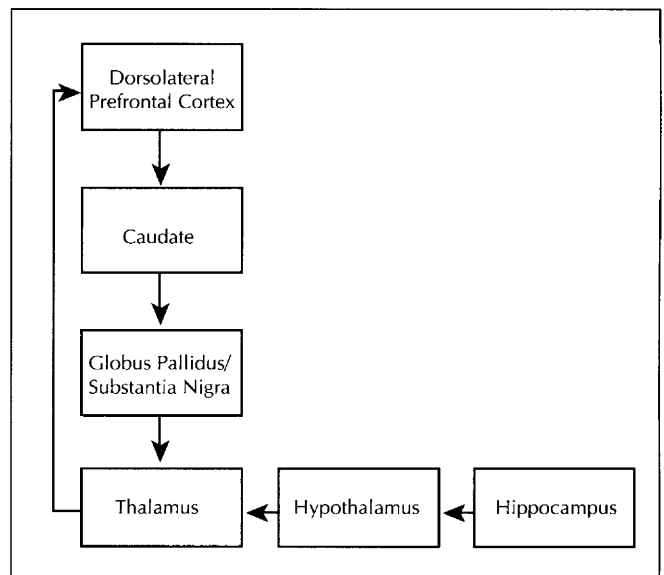 Dorsolateral
Prefrontal Cortex
Caudate
Globus Pallidus/
Substantia Nigra
Thalamus
Hypothalamus
Hippocampus